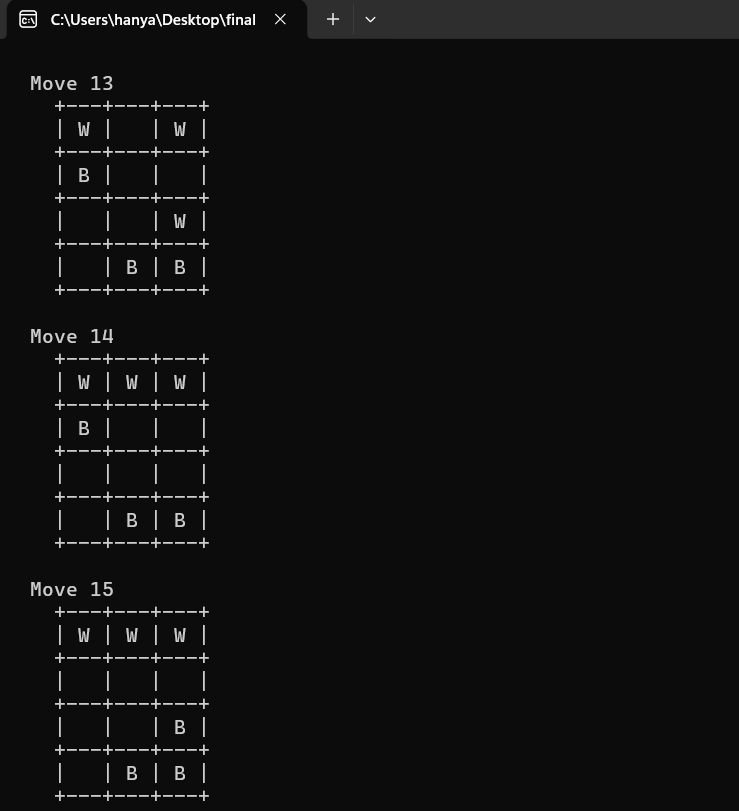 C:\Users\hanya\Desktop\final
Move 13
+---+---+---+
| W |   | W |
+---+---+---+
| B |   |   |
+---+---+---+
|   |   | W |
+---+---+---+
|   | B | B |
+---+---+---+
Move 14
+---+---+---+
| W | W | W |
+---+---+---+
| B |   |   |
+---+---+---+
|   |   |   |
+---+---+---+
|   | B | B |
+---+---+---+
Move 15
+---+---+---+
| W | W | W |
+---+---+---+
|   |   |   |
+---+---+---+
|   |   | B |
+---+---+---+
|   | B | B |
+---+---+---+